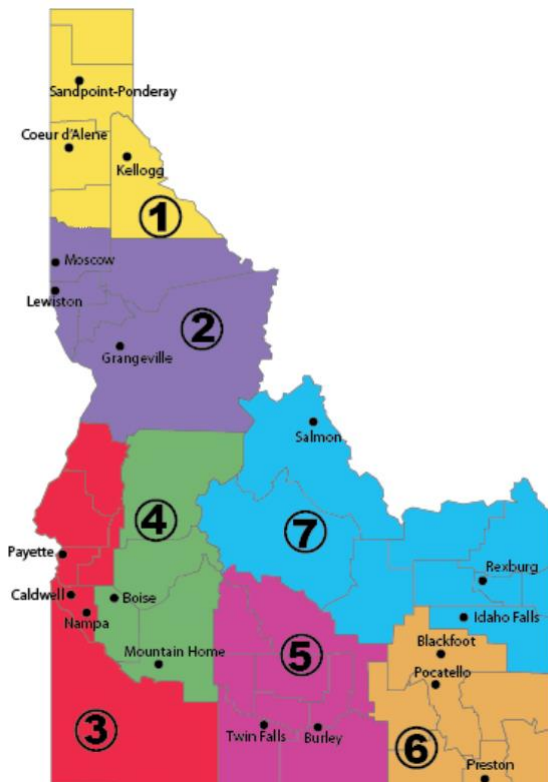 Sandpoint-Ponderay
Coeur d'Alene
Kellogg
1
Moscow
Lewiston
2
Grangeville
Salmon
4
7
Payette
Rexburg
Caldwell
Boise
Nampa
Idaho Falls
Blackfoot
5
Mountain Home
Pocatello
3
Twin Falls
Burley
6
Preston